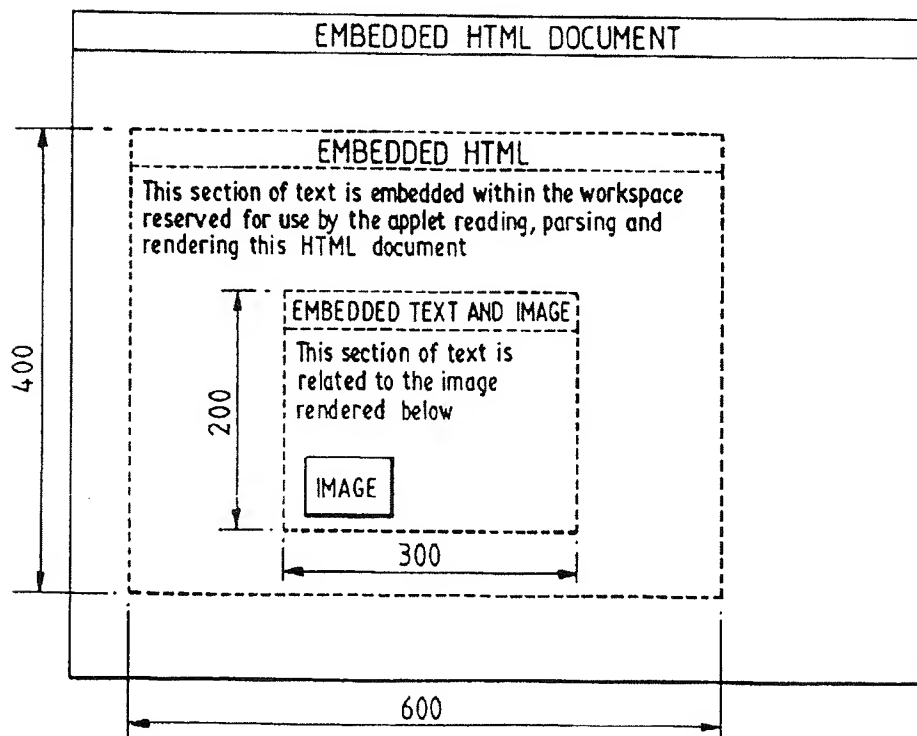 EMBEDDED HTML DOCUMENT
EMBEDDED HTML
This section of text is embedded within the workspace
reserved for use by the applet reading, parsing and
rendering this HTML document
EMBEDDED TEXT AND IMAGE
This section of text is
related to the image
rendered below
IMAGE
400
200
300
600